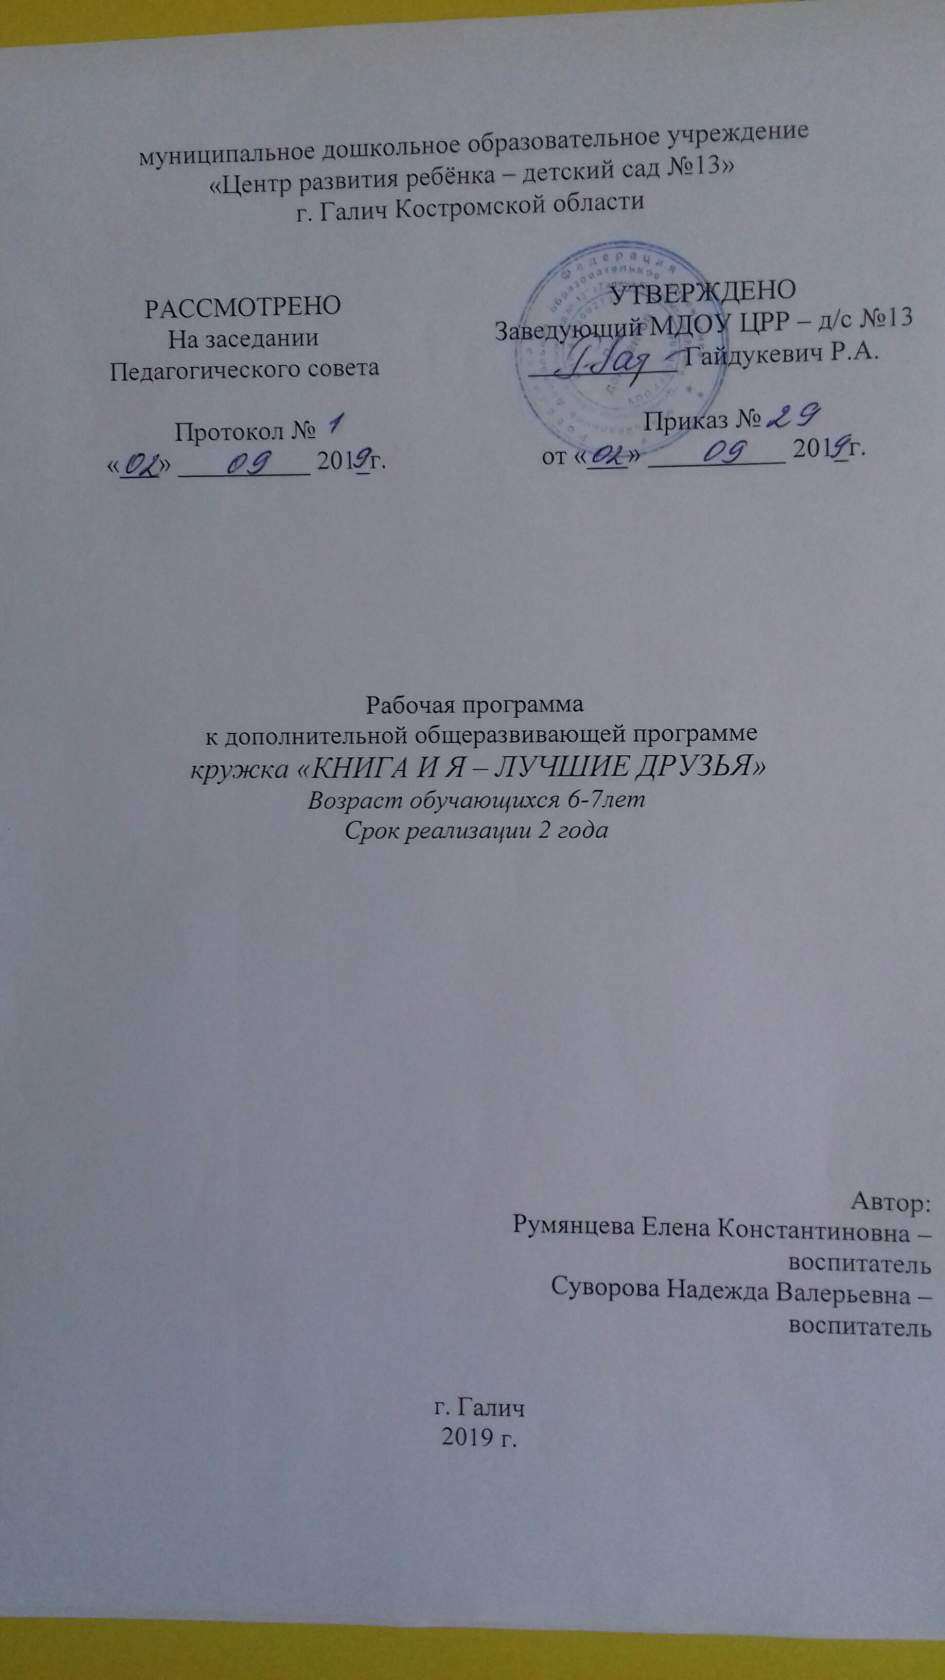 муниципальное дошкольное образовательное учреждение
«Центр развития ребёнка – детский сад №13»
г. Галич Костромской области
РАССМОТРЕНО
На заседании
Педагогического совета
Протокол № 1
«02» 09 2019г.
Федерация
образовательное
УТВЕРЖДЕНО
Заведующий МДОУ ЦРР – д/с №13
Гайдукевич Р.А.
Приказ № 29
от «02» 09 2019г.
Рабочая программа
к дополнительной общеразвивающей программе
кружка «КНИГА И Я – ЛУЧШИЕ ДРУЗЬЯ»
Возраст обучающихся 6-7лет
Срок реализации 2 года
Автор:
Румянцева Елена Константиновна –
воспитатель
Суворова Надежда Валерьевна –
воспитатель
г. Галич
2019 г.